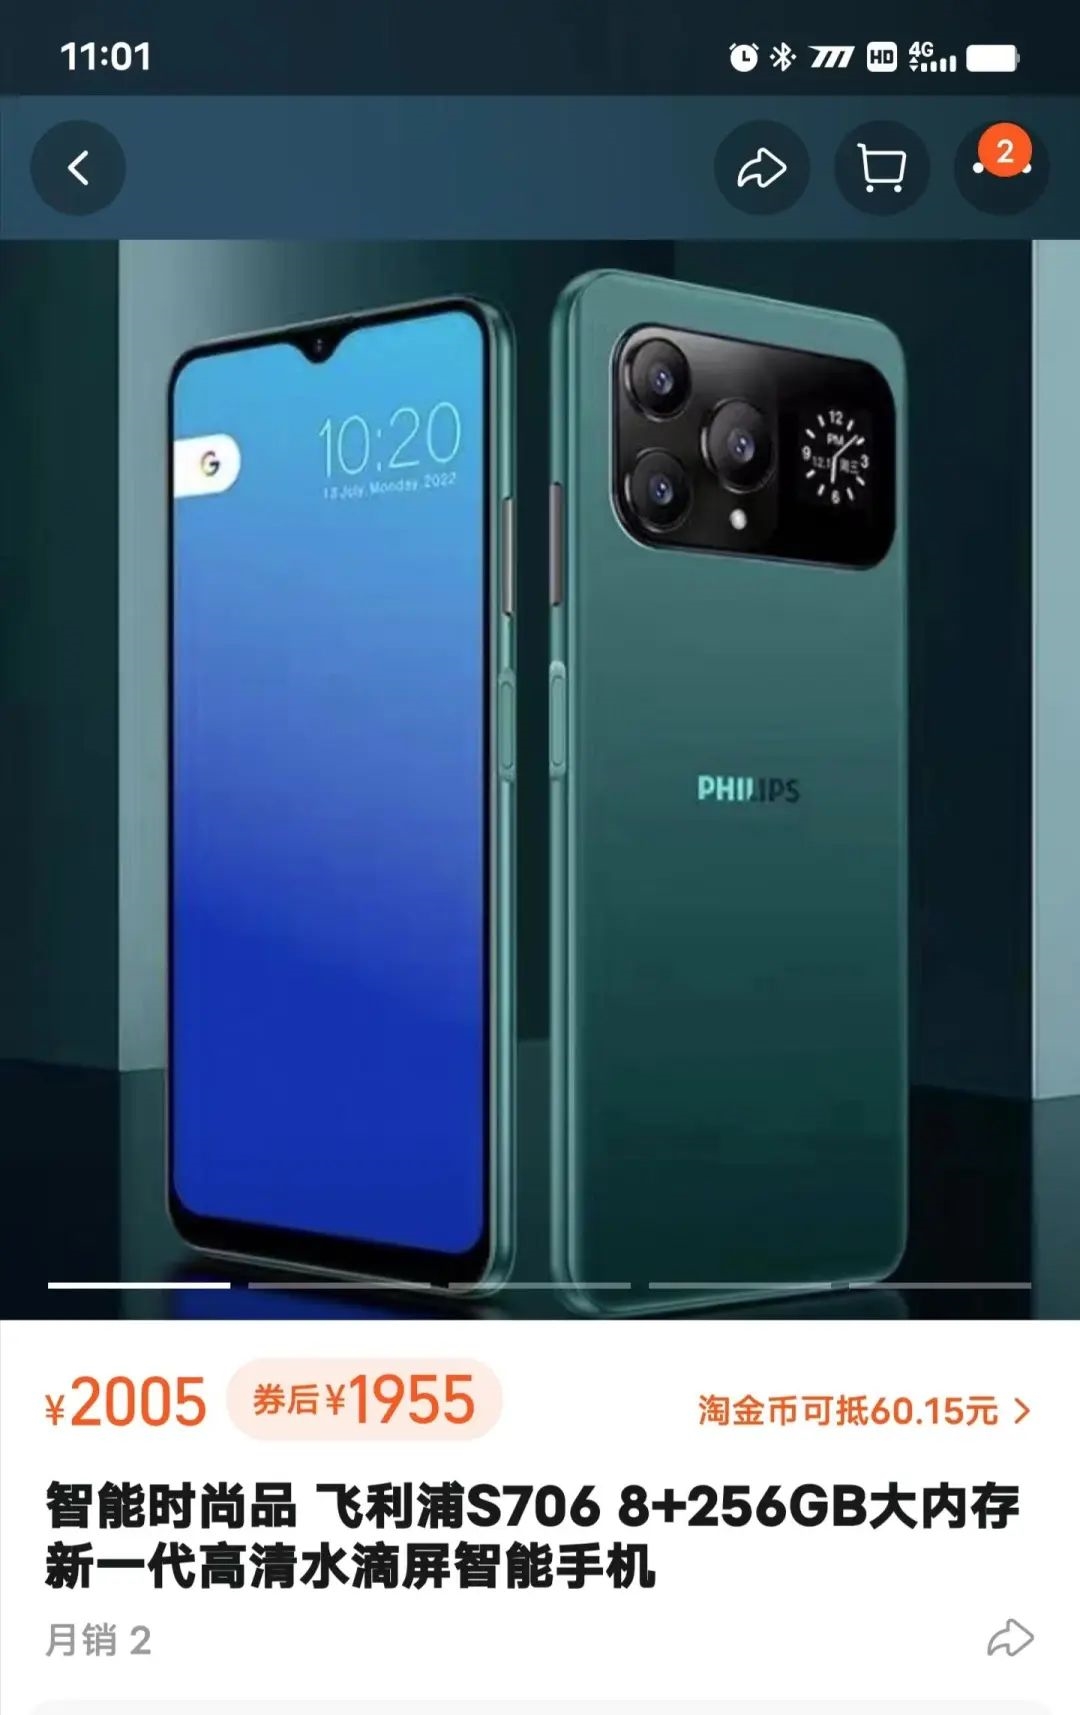 11:01
HD 4G
2
G
10:20
18 July, Monday, 2022
12
PM
9 3
周三
6
PHILIPS
¥2005 券后¥1955 淘金币可抵60.15元
智能时尚品 飞利浦S706 8+256GB大内存
新一代高清水滴屏智能手机
月销 2